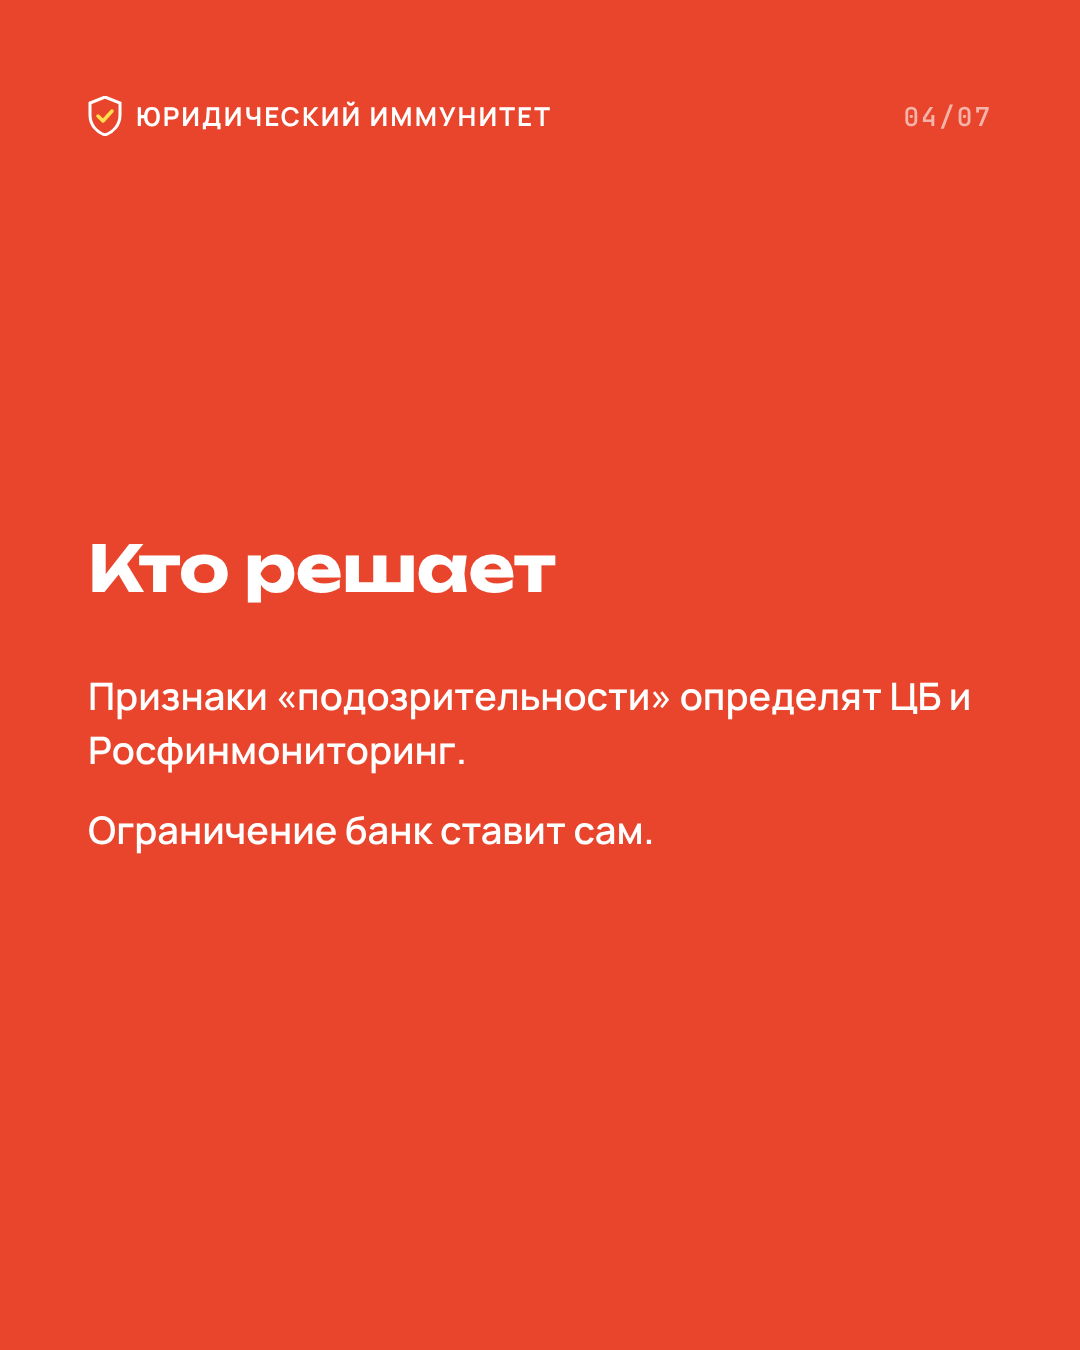 ЮРИДИЧЕСКИЙ ИММУНИТЕТ
04/07
Кто решает
Признаки «подозрительности» определят ЦБ и
Росфинмониторинг.
Ограничение банк ставит сам.